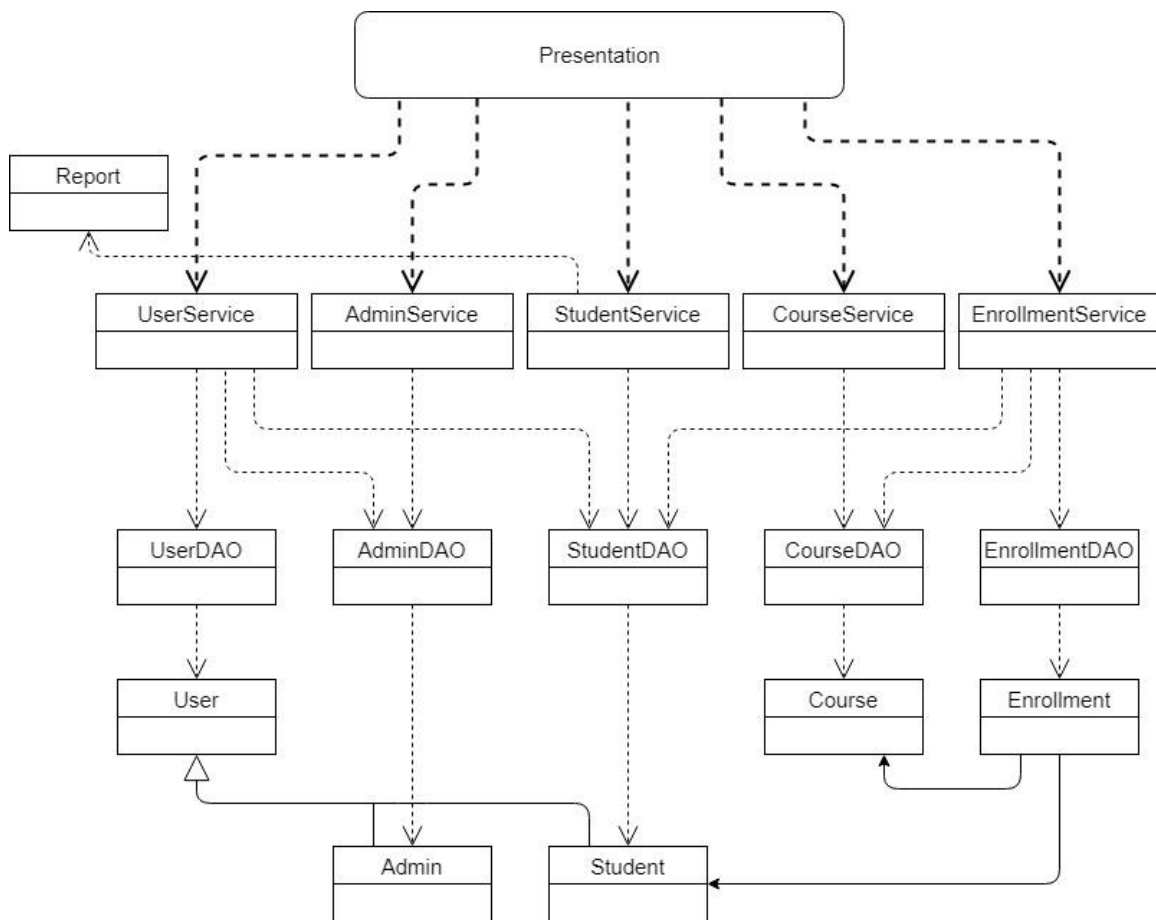 Presentation
Report
UserService
AdminService
StudentService
CourseService
EnrollmentService
UserDAO
AdminDAO
StudentDAO
CourseDAO
EnrollmentDAO
User
Course
Enrollment
Admin
Student